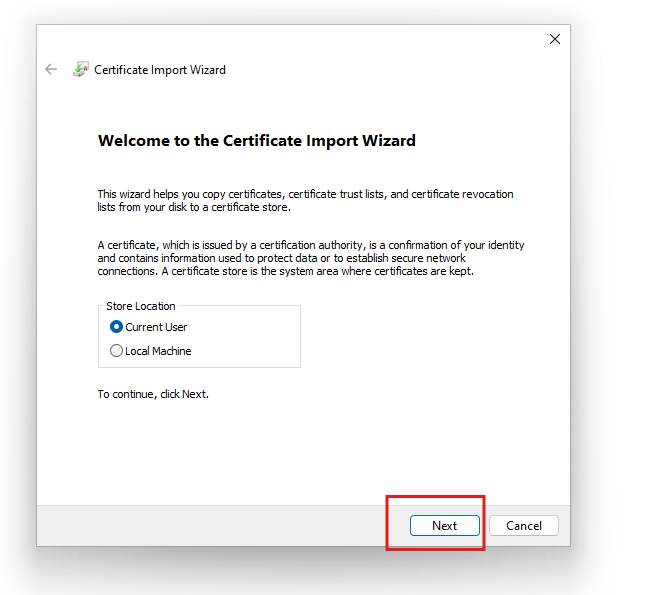 Certificate Import Wizard
Welcome to the Certificate Import Wizard
This wizard helps you copy certificates, certificate trust lists, and certificate revocation
lists from your disk to a certificate store.
A certificate, which is issued by a certification authority, is a confirmation of your identity
and contains information used to protect data or to establish secure network
connections. A certificate store is the system area where certificates are kept.
Store Location
Current User
Local Machine
To continue, click Next.
Next
Cancel